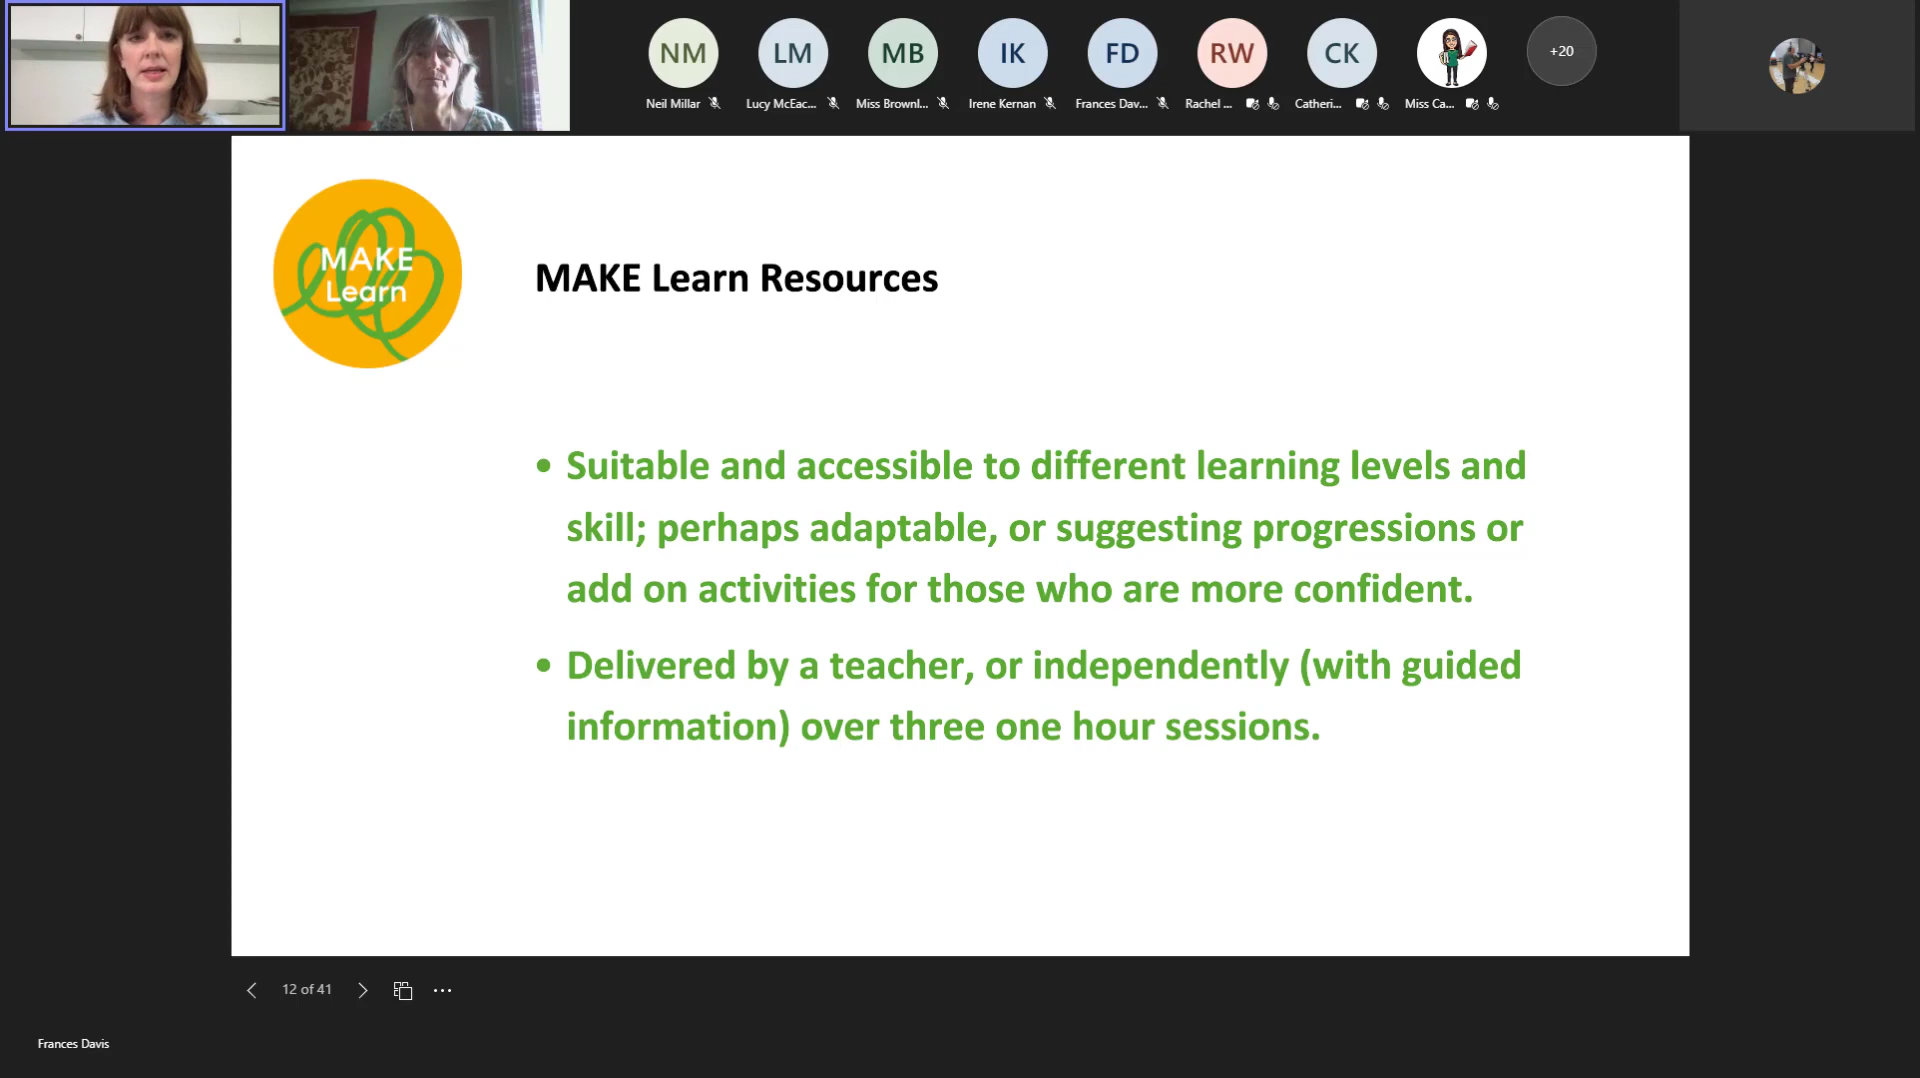 NM
LM
MB
IK
FD
RW
CK
+20
Neil Millar
Lucy McEac...
Miss Brownl...
Irene Kernan
Frances Dav...
Rachel ...
Catheri...
Miss Ca...
MAKE
Learn
MAKE Learn Resources
• Suitable and accessible to different learning levels and
skill; perhaps adaptable, or suggesting progressions or
add on activities for those who are more confident.
• Delivered by a teacher, or independently (with guided
information) over three one hour sessions.
12 of 41
Frances Davis